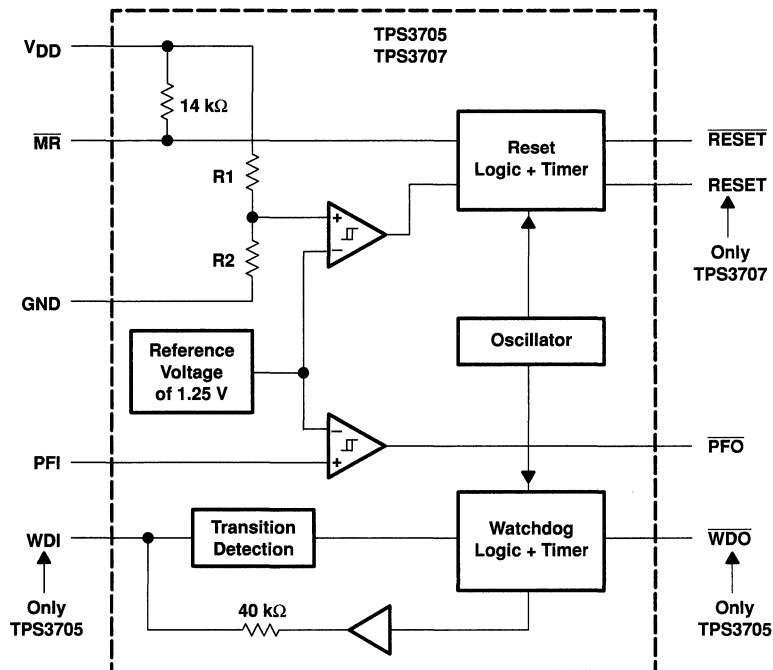 TPS3705
TPS3707
VDD
14 kΩ
MR
R1
R2
GND
+
−
Reset
Logic + Timer
RESET
RESET
Only
TPS3707
Oscillator
Reference
Voltage
of 1.25 V
−
+
PFI
PFO
WDI
Transition
Detection
Watchdog
Logic + Timer
WDO
40 kΩ
Only
TPS3705
Only
TPS3705